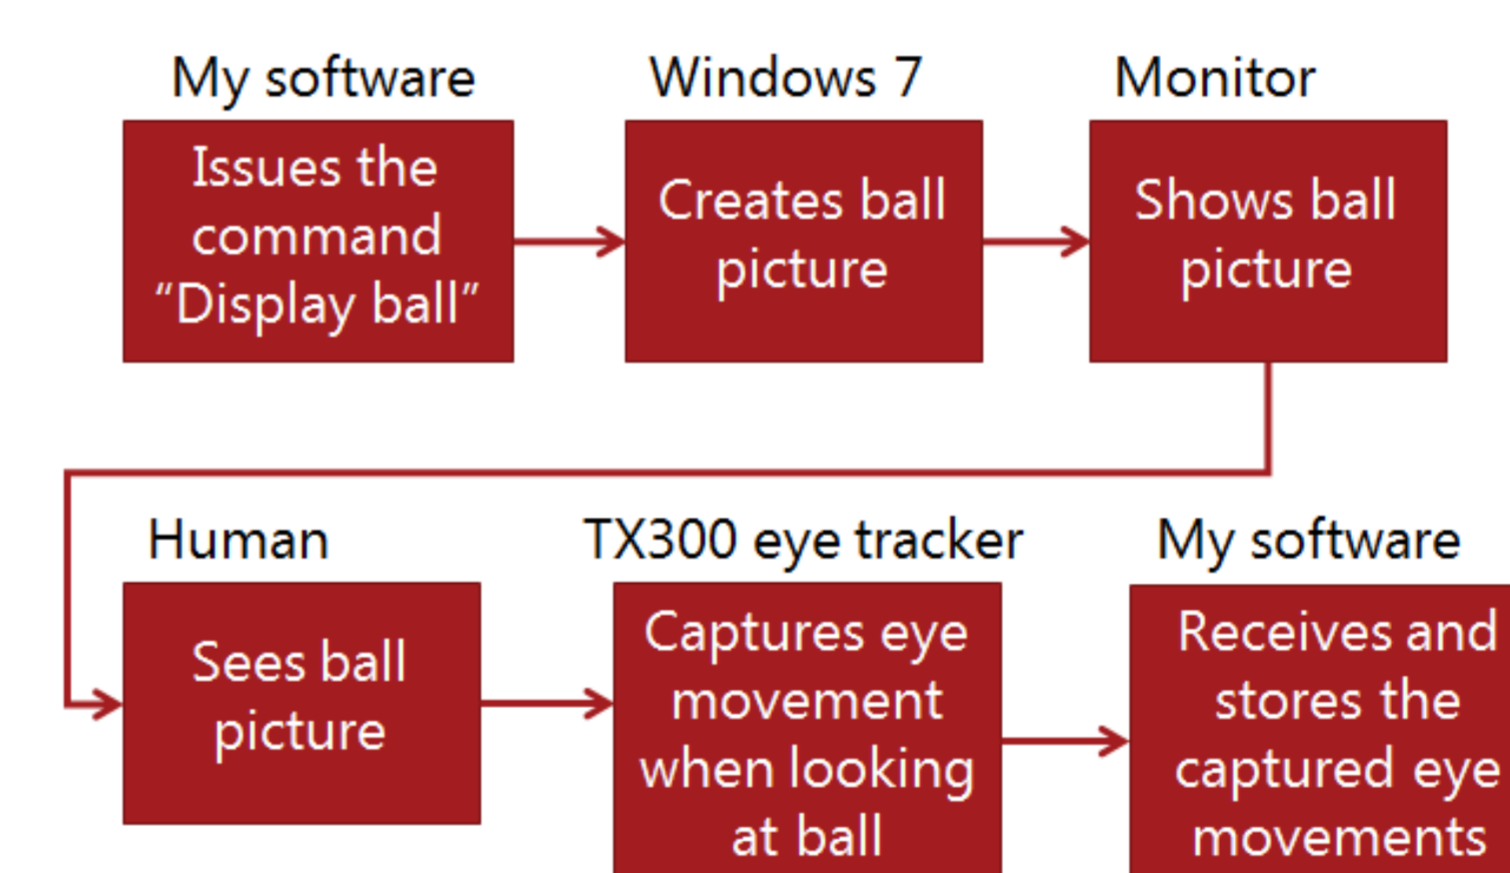 My software
Issues the
command
“Display ball”
Windows 7
Creates ball
picture
Monitor
Shows ball
picture
Human
Sees ball
picture
TX300 eye tracker
Captures eye
movement
when looking
at ball
My software
Receives and
stores the
captured eye
movements